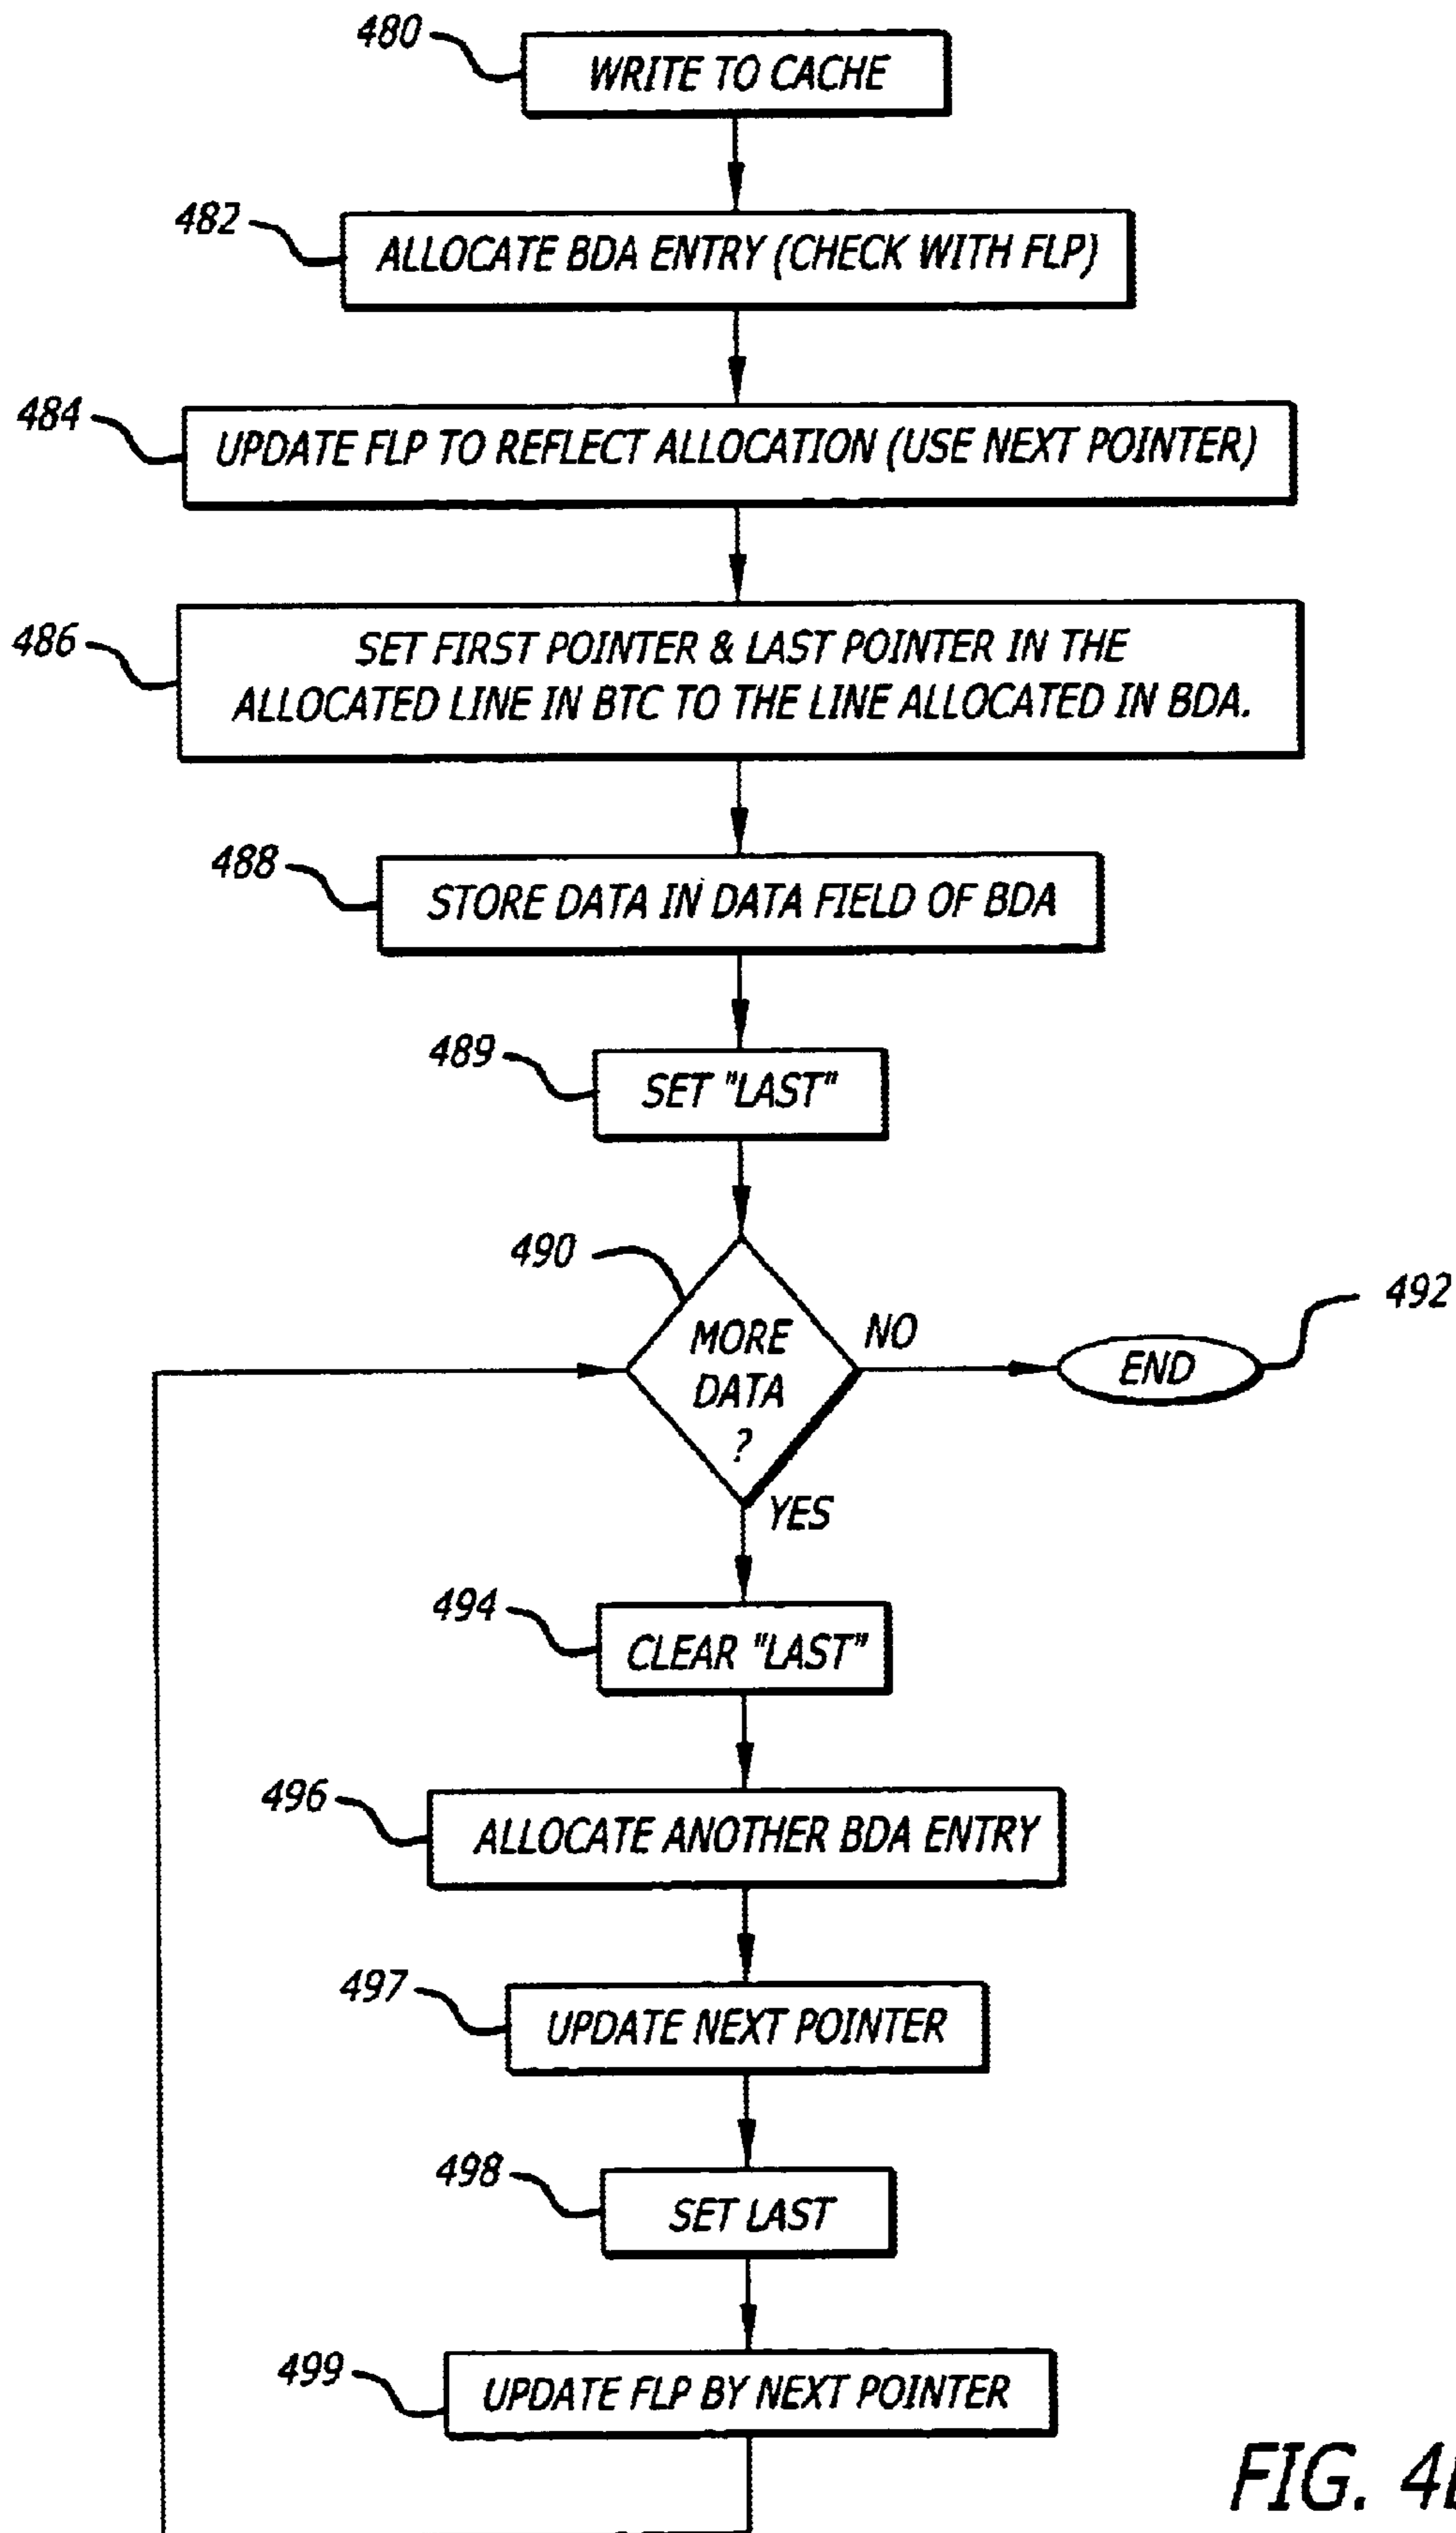 480
WRITE TO CACHE
482
ALLOCATE BDA ENTRY (CHECK WITH FLP)
484
UPDATE FLP TO REFLECT ALLOCATION (USE NEXT POINTER)
486
SET FIRST POINTER & LAST POINTER IN THE
ALLOCATED LINE IN BTC TO THE LINE ALLOCATED IN BDA.
488
STORE DATA IN DATA FIELD OF BDA
489
SET "LAST"
490
MORE
DATA
?
NO
END
492
YES
494
CLEAR "LAST"
496
ALLOCATE ANOTHER BDA ENTRY
497
UPDATE NEXT POINTER
498
SET LAST
499
UPDATE FLP BY NEXT POINTER
FIG.